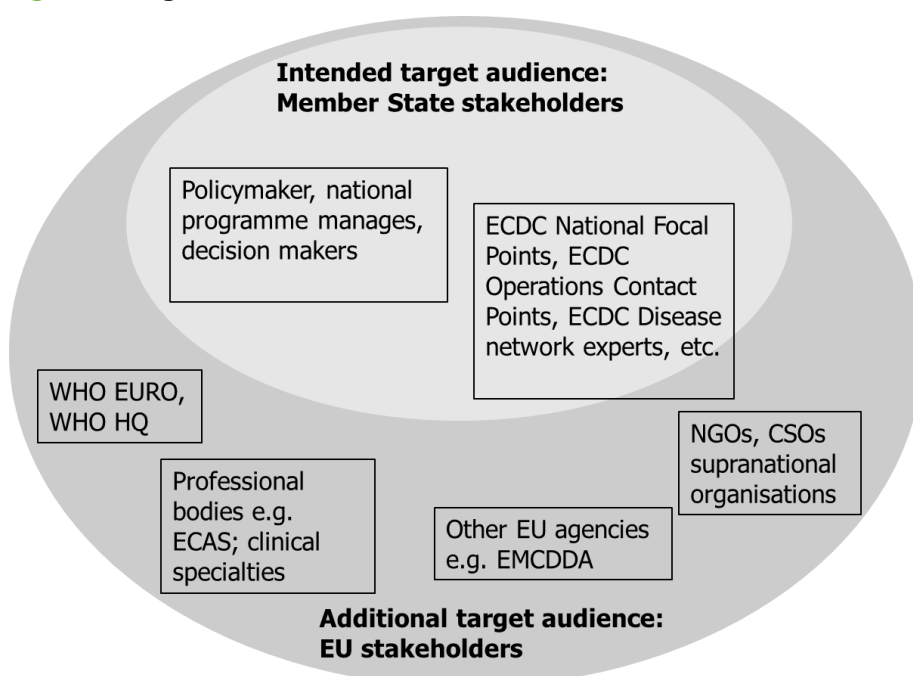 Intended target audience:
Member State stakeholders
Policymaker, national
programme manages,
decision makers
ECDC National Focal
Points, ECDC
Operations Contact
Points, ECDC Disease
network experts, etc.
WHO EURO,
WHO HQ
NGOs, CSOs
supranational
organisations
Professional
bodies e.g.
ECAS; clinical
specialties
Other EU agencies
e.g. EMCDDA
Additional target audience:
EU stakeholders